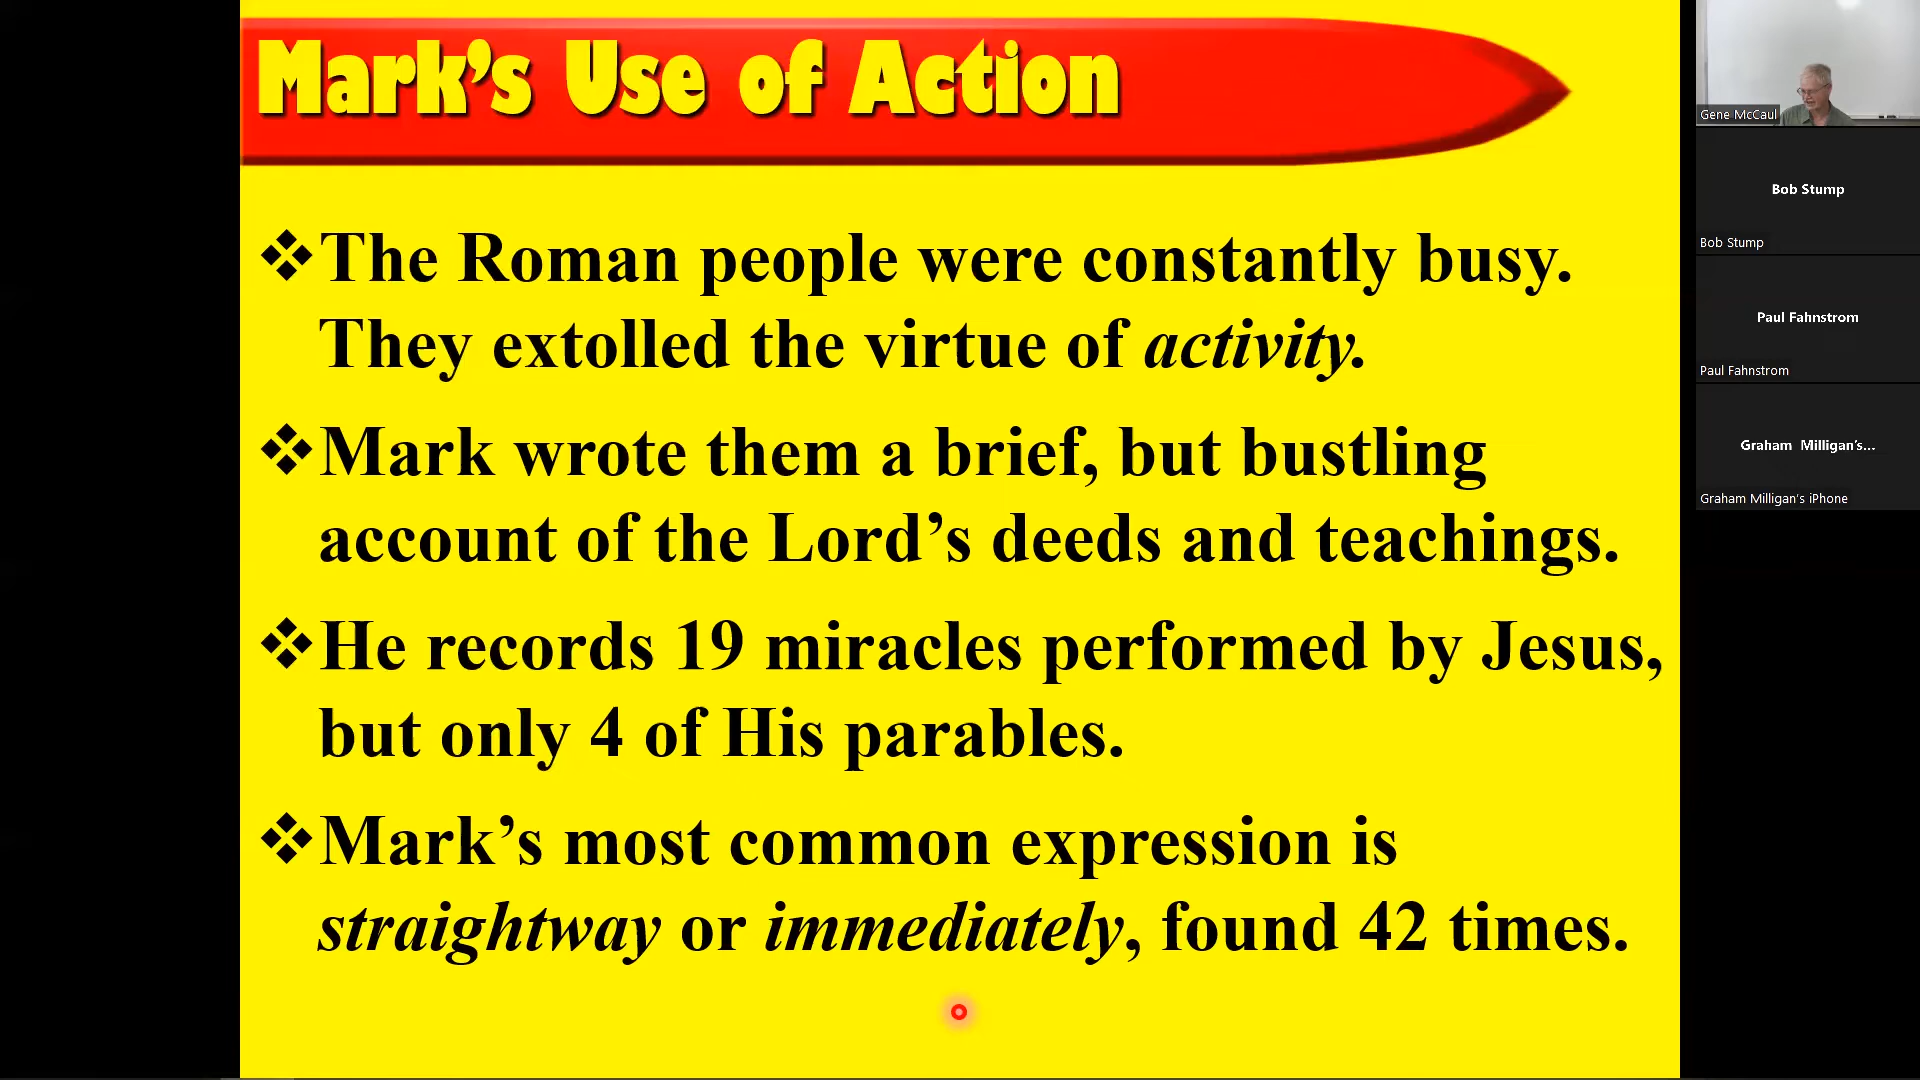 Mark’s Use of Action
❖The Roman people were constantly busy.
They extolled the virtue of activity.
❖Mark wrote them a brief, but bustling
account of the Lord’s deeds and teachings.
❖He records 19 miracles performed by Jesus,
but only 4 of His parables.
❖Mark’s most common expression is
straightway or immediately, found 42 times.
Gene McCaul
Bob Stump
Bob Stump
Paul Fahnstrom
Paul Fahnstrom
Graham Milligan’s...
Graham Milligan's iPhone